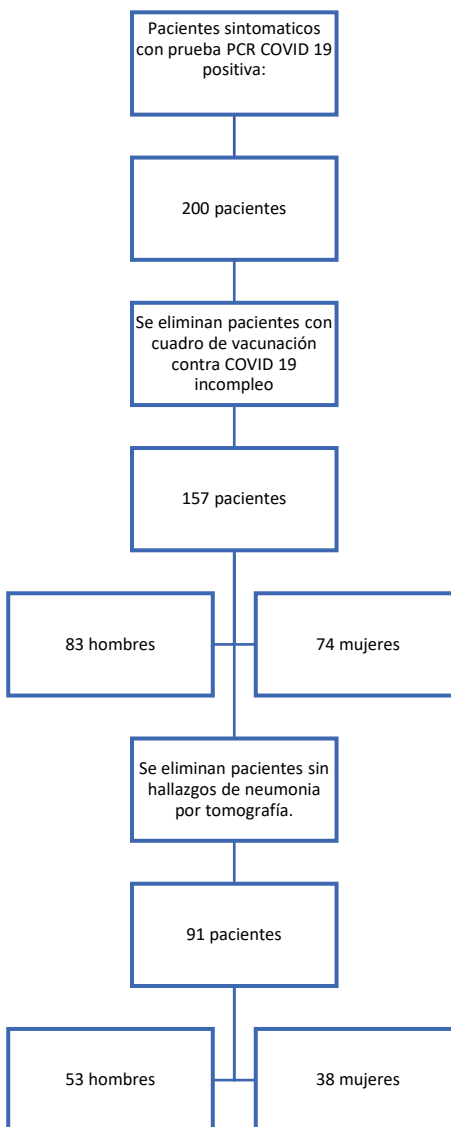 Pacientes sintomaticos
con prueba PCR COVID 19
positiva:
200 pacientes
Se eliminan pacientes con
cuadro de vacunación
contra COVID 19
incompleo
157 pacientes
83 hombres
74 mujeres
Se eliminan pacientes sin
hallazgos de neumonia
por tomografía.
91 pacientes
53 hombres
38 mujeres